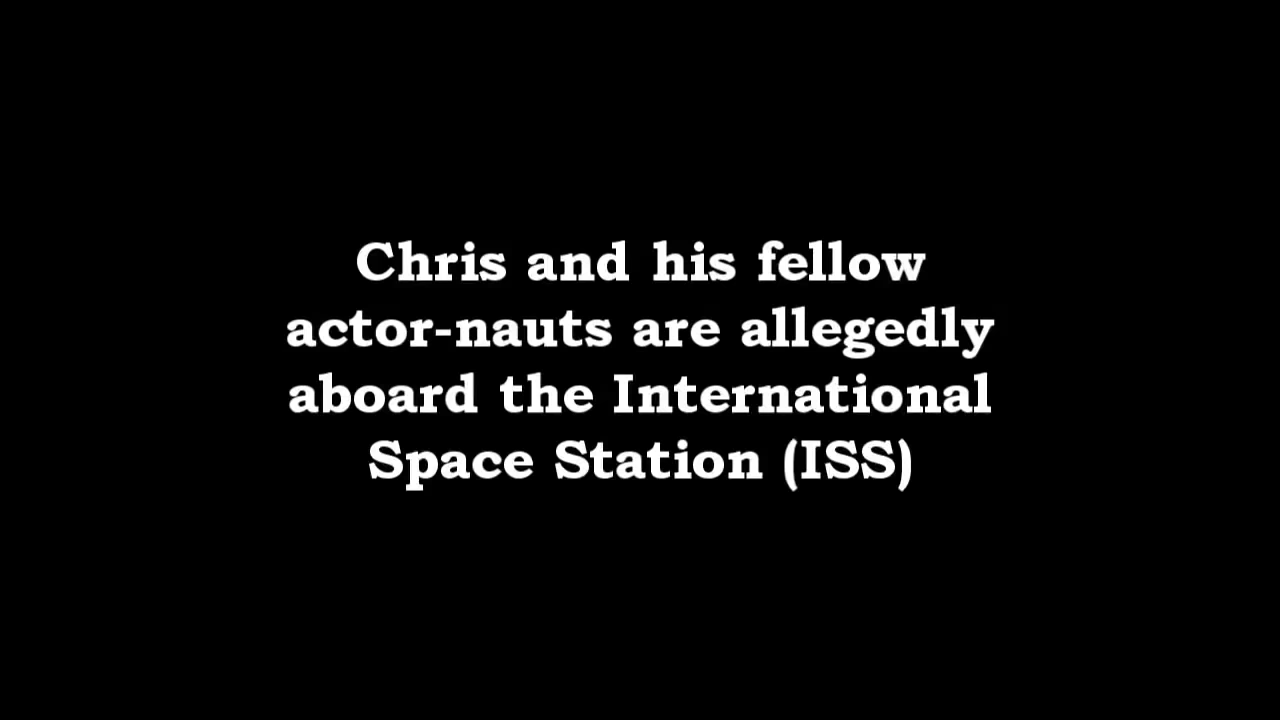 Chris and his fellow
actor-nauts are allegedly
aboard the International
Space Station (ISS)